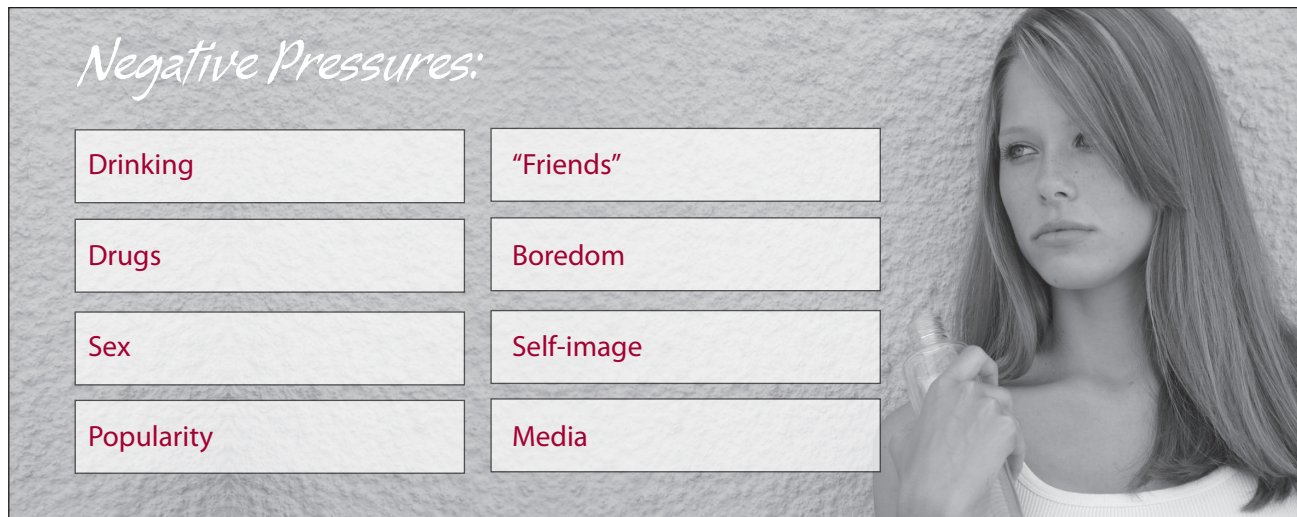 Negative Pressures:
Drinking
“Friends”
Drugs
Boredom
Sex
Self-image
Popularity
Media